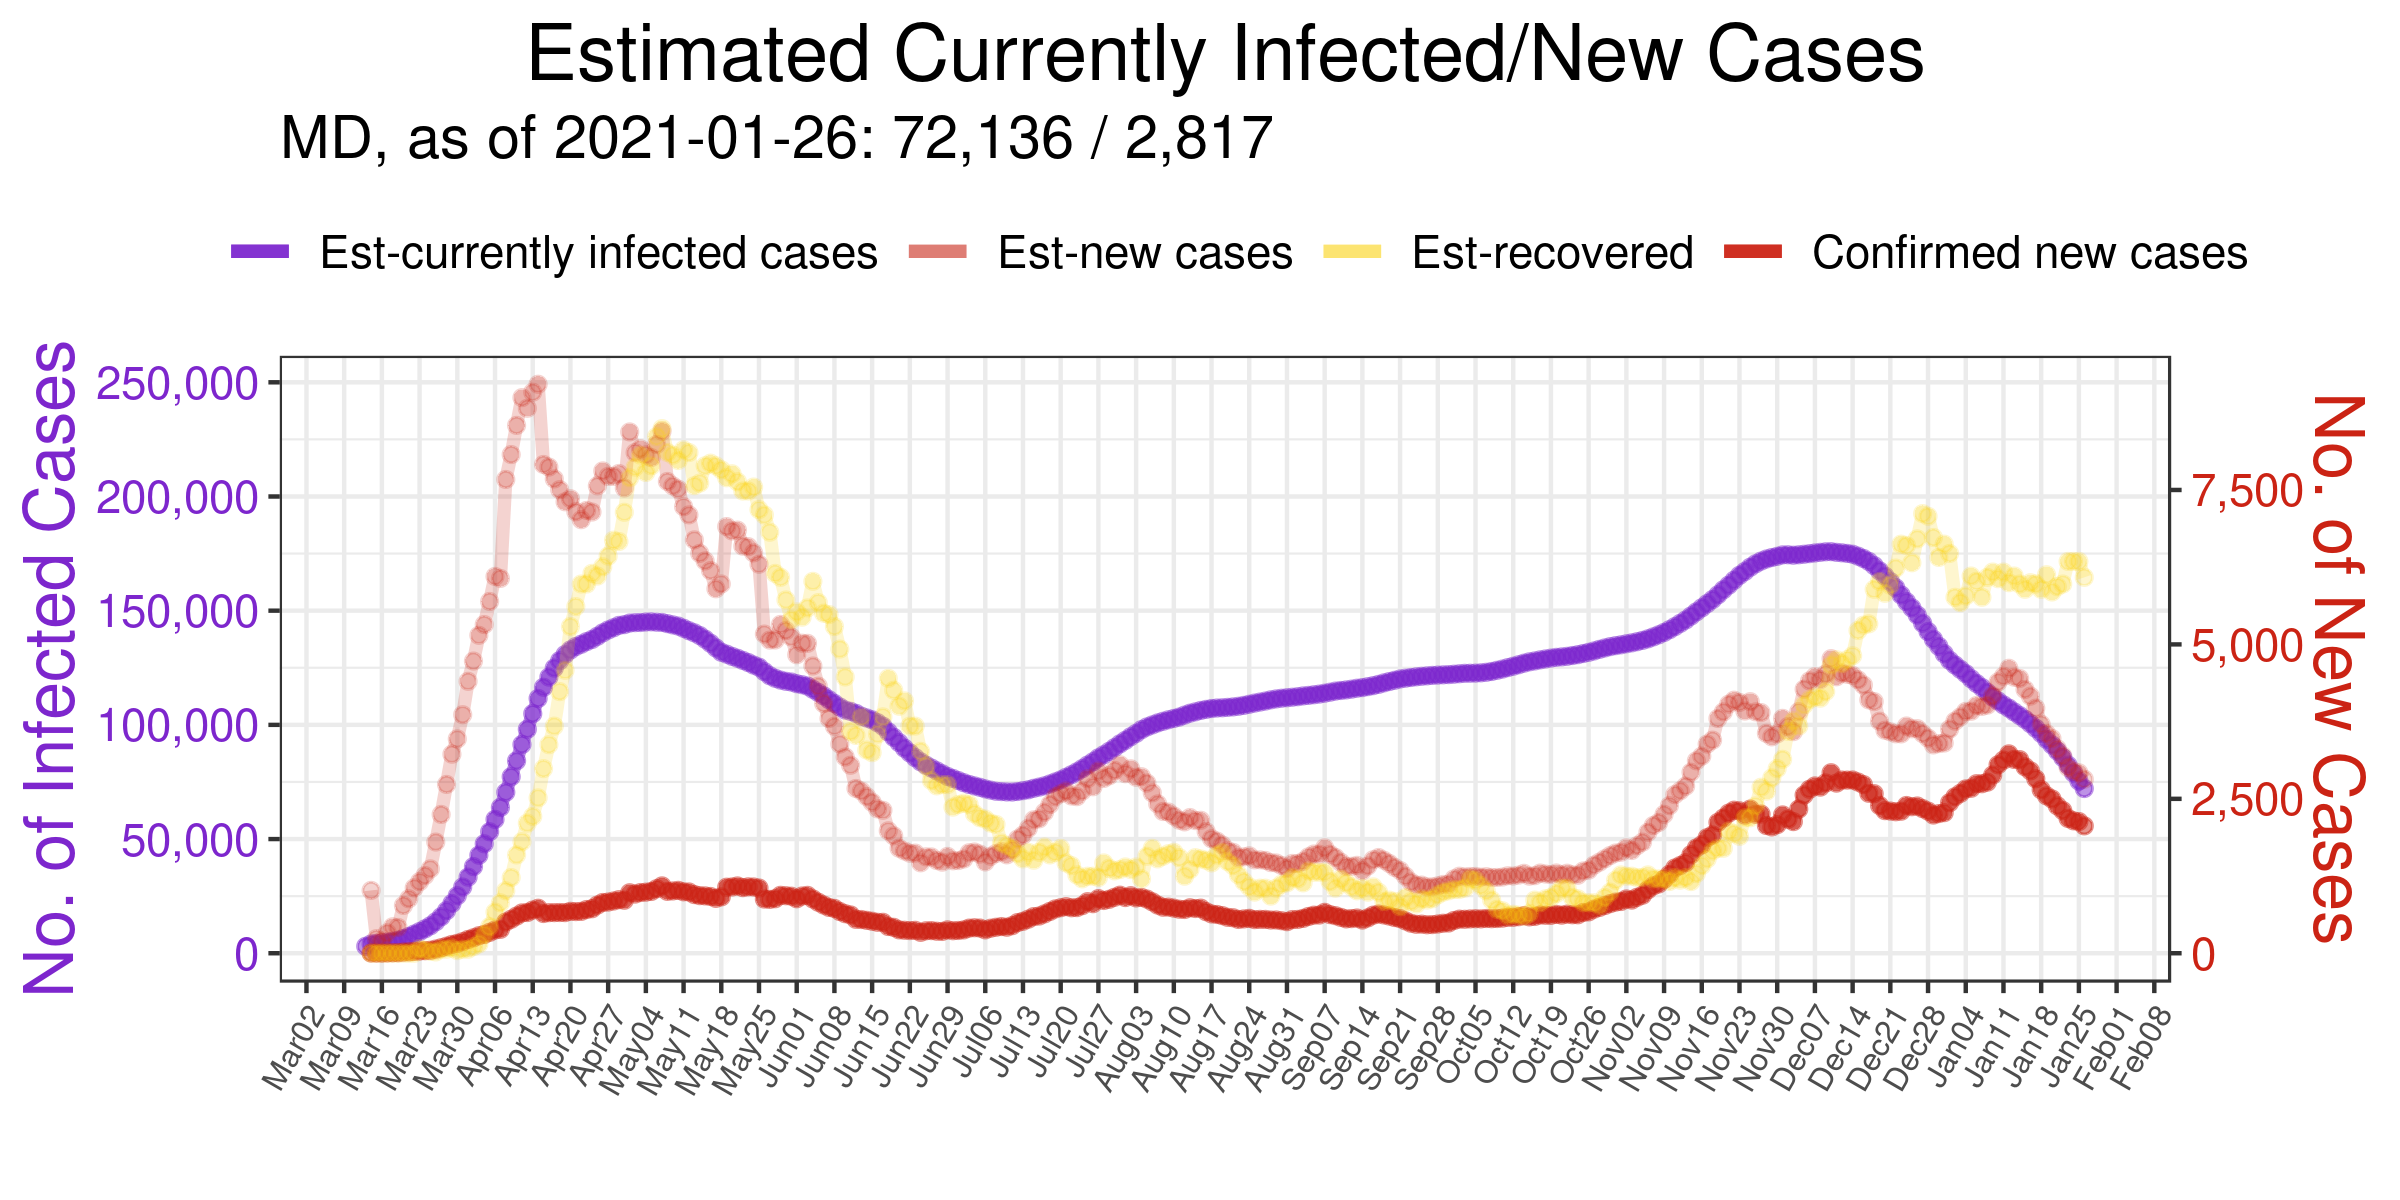 Estimated Currently Infected/New Cases
MD, as of 2021-01-26: 72,136 / 2,817
Est-currently infected cases
Est-new cases
Est-recovered
Confirmed new cases
No. of Infected Cases
250,000
200,000
150,000
100,000
50,000
0
7,500
5,000
2,500
0
No. of New Cases
Mar02
Mar09
Mar16
Mar23
Mar30
Apr06
Apr13
Apr20
Apr27
May04
May11
May18
May25
Jun01
Jun08
Jun15
Jun22
Jun29
Jul06
Jul13
Jul20
Jul27
Aug03
Aug10
Aug17
Aug24
Aug31
Sep07
Sep14
Sep21
Sep28
Oct05
Oct12
Oct19
Oct26
Nov02
Nov09
Nov16
Nov23
Nov30
Dec07
Dec14
Dec21
Dec28
Jan04
Jan11
Jan18
Jan25
Feb01
Feb08